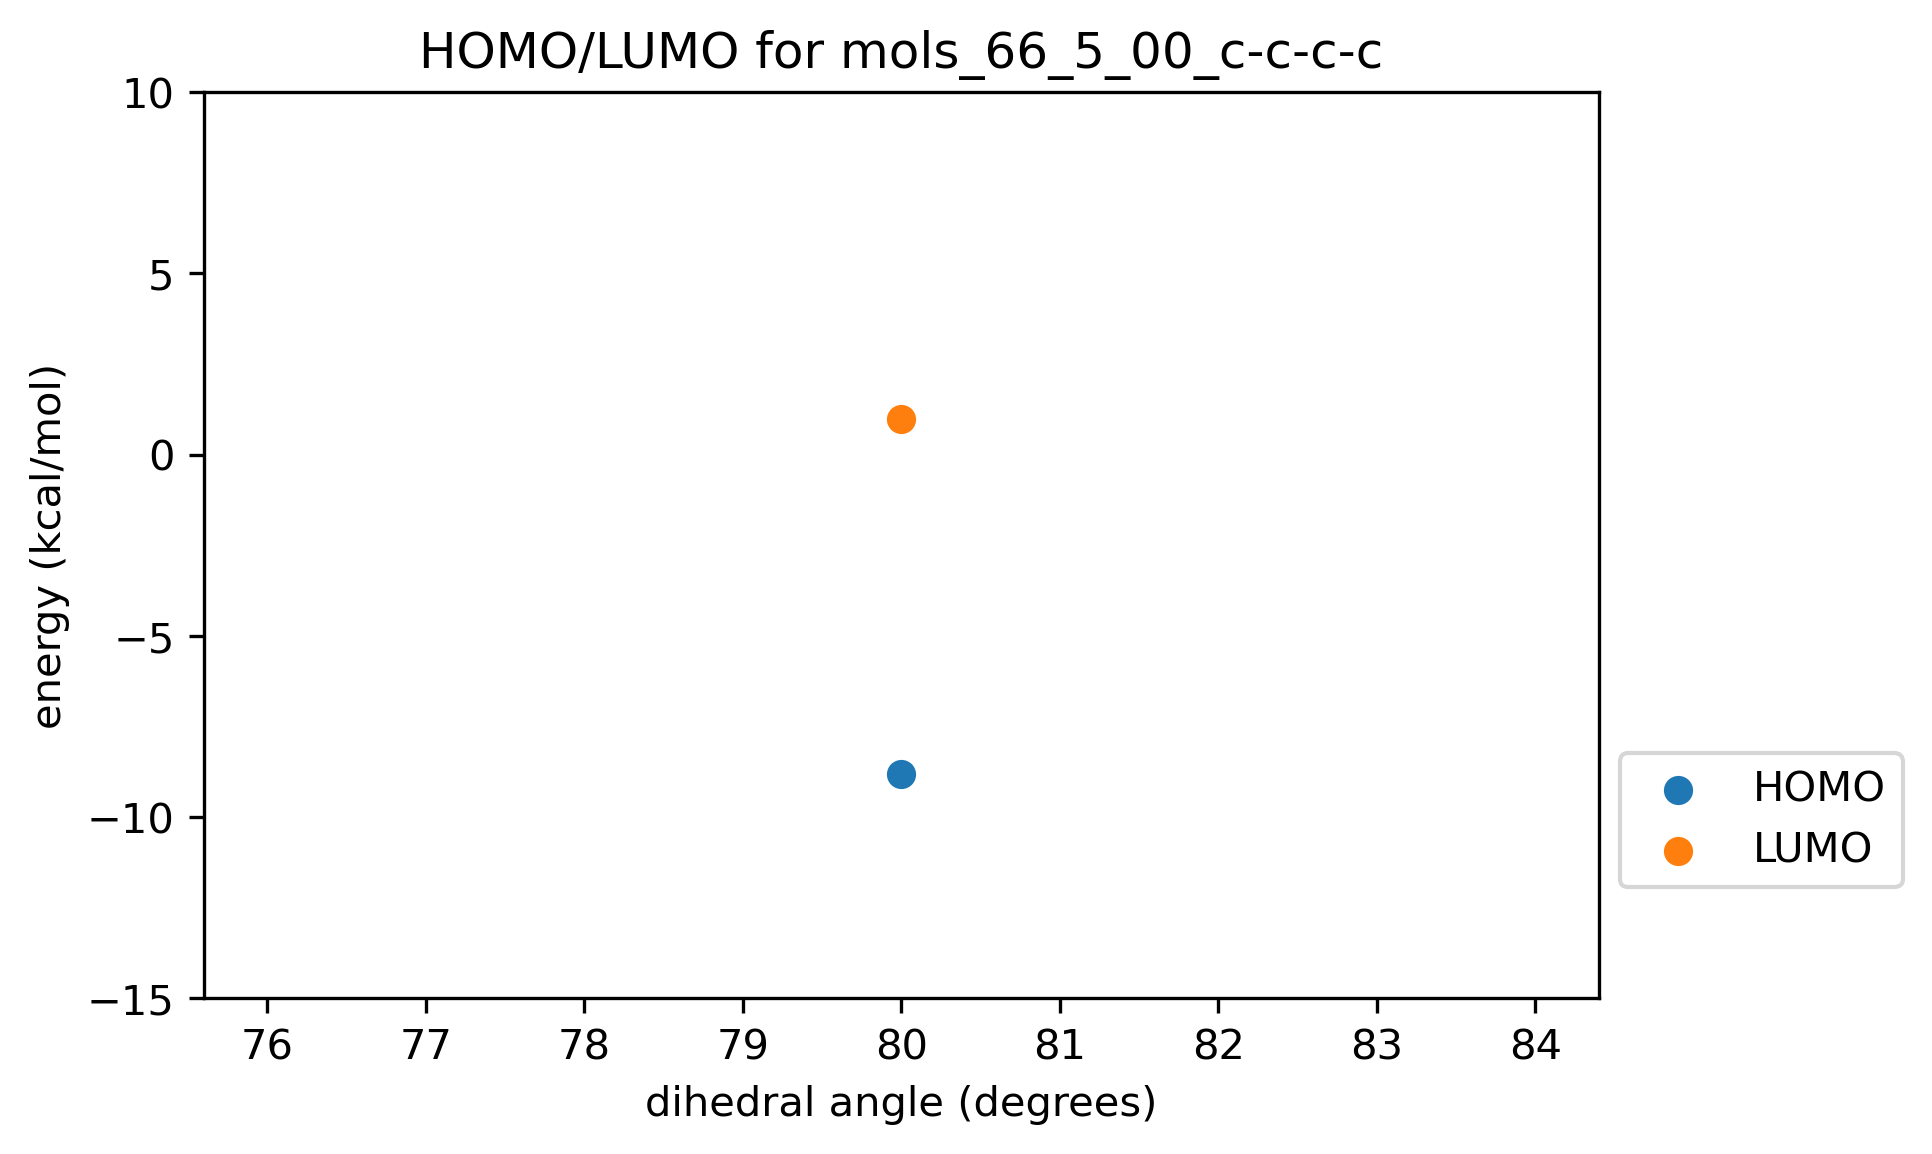 HOMO/LUMO for mols_66_5_00_c-c-c-c
10
5
0
−5
−10
−15
energy (kcal/mol)
76 77 78 79 80 81 82 83 84
dihedral angle (degrees)
HOMO
LUMO